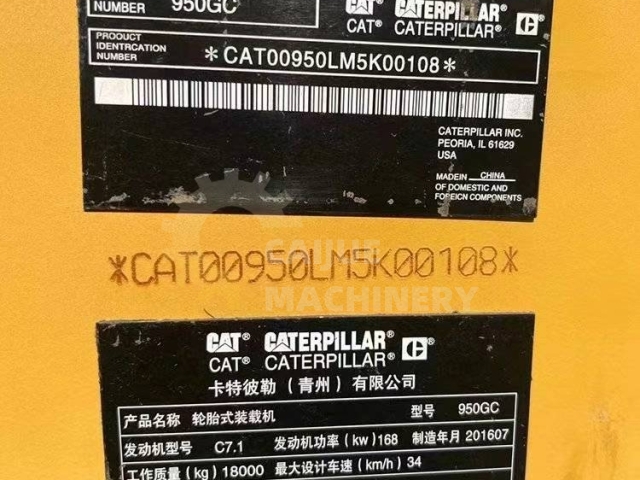 NUMBER 950GC CAT CATERPILLAR
CAT CATERPILLAR
PRODUCT
IDENTRCATION
NUMBER
*CAT00950LM5K00108*
CATERPILLAR INC.
PEORIA, IL 61629
USA
MADEIN CHINA
OF DOMESTIC AND
FOREIGN COMPONENTS
*CAT00950LM5K00108*
SAULIE
MACHINERY
CAT CATERPILLAR
CAT CATERPILLAR
卡特彼勒（青州）有限公司
产品名称 轮胎式装载机 型号 950GC
发动机型号 C7.1 发动机功率（kw）168 制造年月 201607
工作质量（kg）18000 最大设计车速（km/h）34